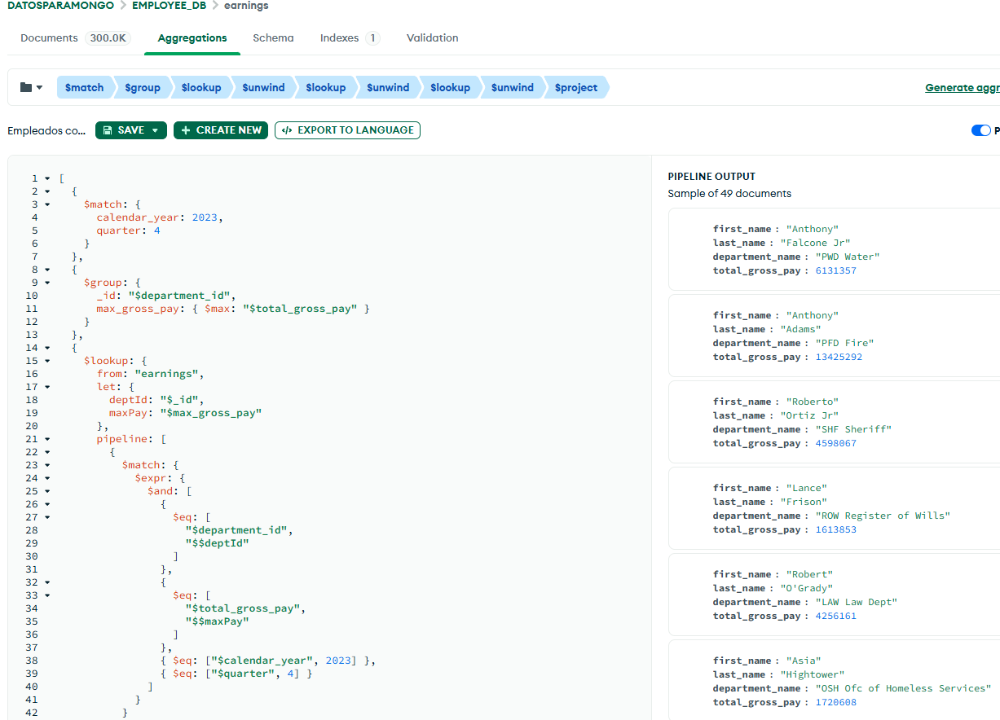 DATOSPARAMONGO > EMPLOYEE_DB > earnings
Documents 300.0K Aggregations Schema Indexes 1 Validation
$match $group $lookup $unwind $lookup $unwind $lookup $unwind $project
Generate aggr
Empleados co... SAVE + CREATE NEW </> EXPORT TO LANGUAGE P
1 [
2 {
3 $match: {
4 calendar_year: 2023,
5 quarter: 4
6 }
7 },
8 {
9 $group: {
10 _id: "$department_id",
11 max_gross_pay: { $max: "$total_gross_pay" }
12 }
13 },
14 {
15 $lookup: {
16 from: "earnings",
17 let: {
18 deptId: "$_id",
19 maxPay: "$max_gross_pay"
20 },
21 pipeline: [
22 {
23 $match: {
24 $expr: {
25 $and: [
26 {
27 $eq: [
28 "$department_id",
29 "$$deptId"
30 ]
31 },
32 {
33 $eq: [
34 "$total_gross_pay",
35 "$$maxPay"
36 ]
37 },
38 { $eq: ["$calendar_year", 2023] },
39 { $eq: ["$quarter", 4] }
40 ]
41 }
42 }
PIPELINE OUTPUT
Sample of 49 documents
first_name : "Anthony"
last_name : "Falcone Jr"
department_name : "PWD Water"
total_gross_pay : 6131357
first_name : "Anthony"
last_name : "Adams"
department_name : "PFD Fire"
total_gross_pay : 13425292
first_name : "Roberto"
last_name : "Ortiz Jr"
department_name : "SHF Sheriff"
total_gross_pay : 4598067
first_name : "Lance"
last_name : "Frison"
department_name : "ROW Register of Wills"
total_gross_pay : 1613853
first_name : "Robert"
last_name : "O'Grady"
department_name : "LAW Law Dept"
total_gross_pay : 4256161
first_name : "Asia"
last_name : "Hightower"
department_name : "OSH Ofc of Homeless Services"
total_gross_pay : 1720608